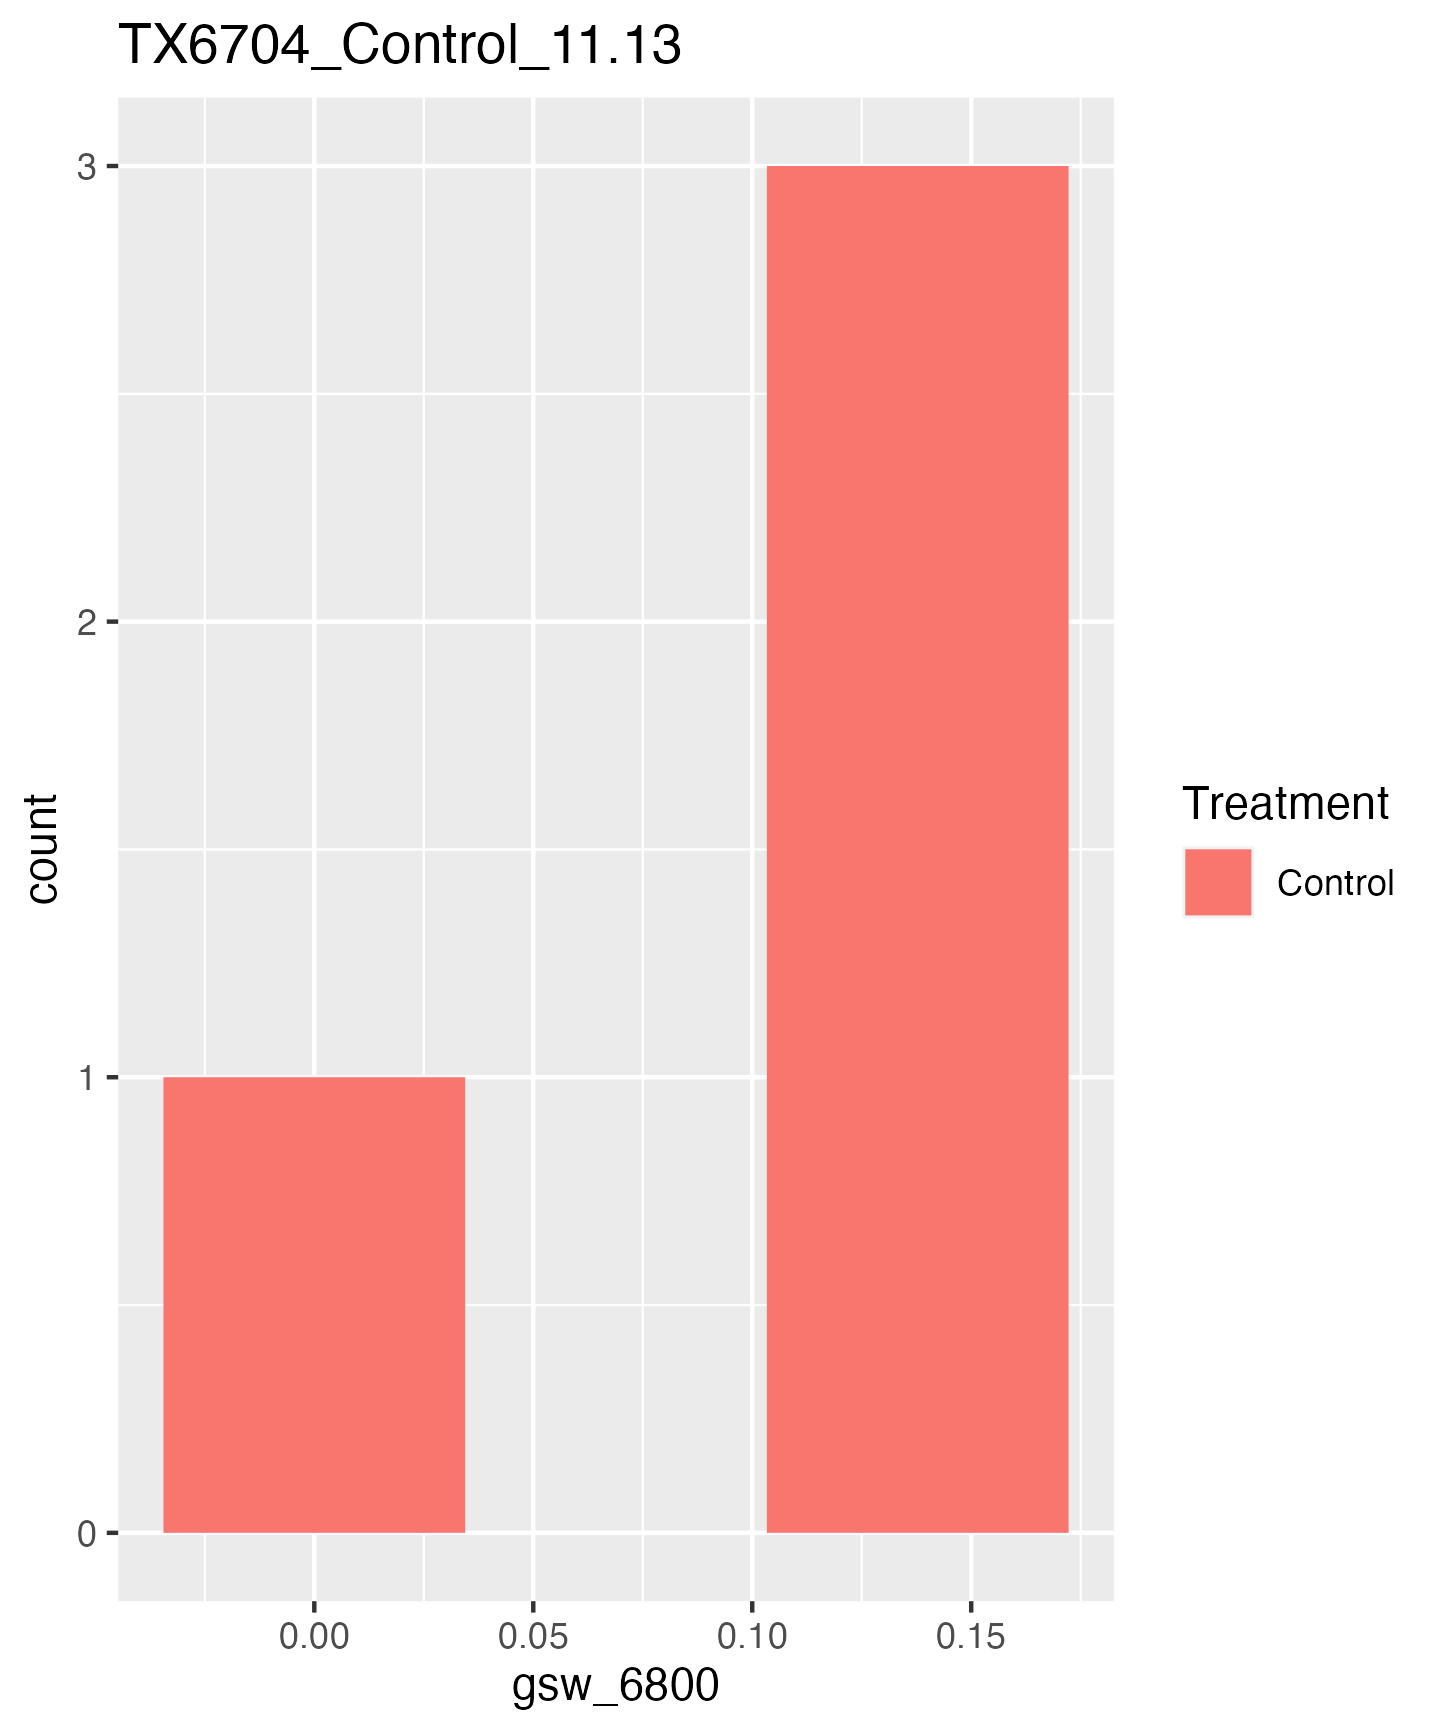 TX6704_Control_11.13
3
2
1
0
count
0.00 0.05 0.10 0.15
gsw_6800
Treatment
Control